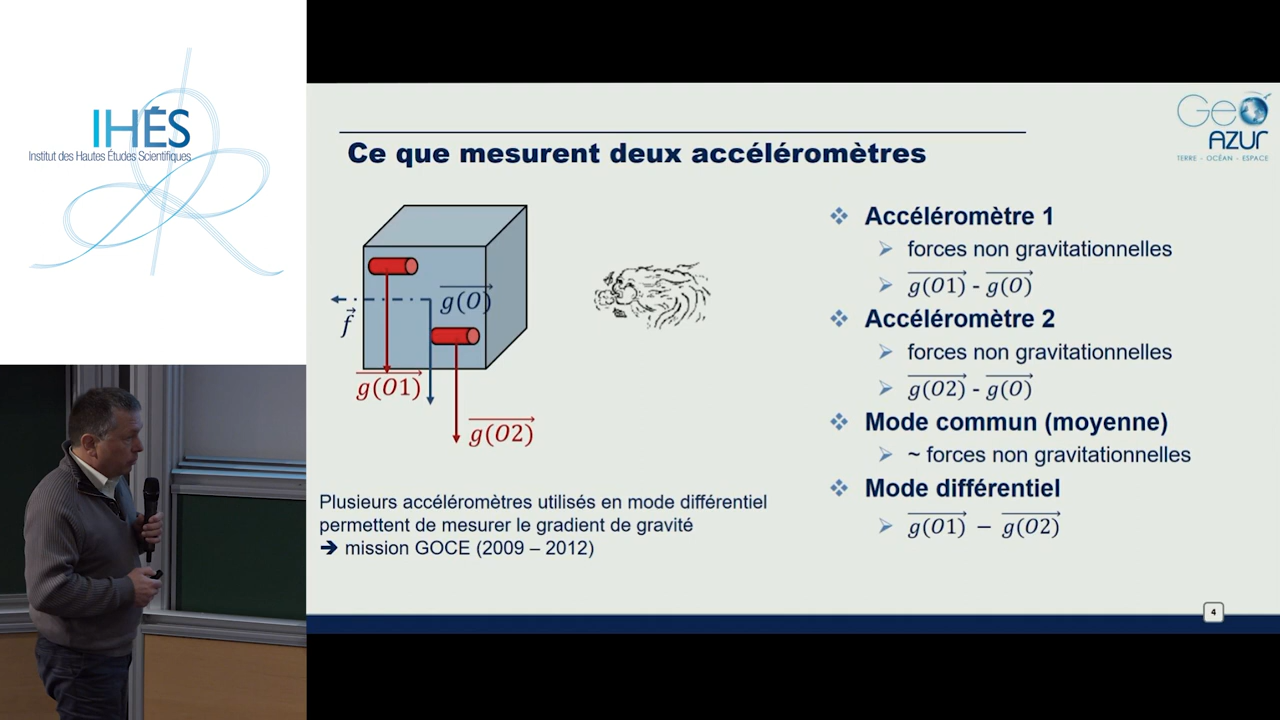 IHÉS
Institut des Hautes Études Scientifiques
Géo
AZUR
TERRE - OCÉAN - ESPACE
Ce que mesurent deux accéléromètres
g(O)
f
g(O1)
g(O2)
Plusieurs accéléromètres utilisés en mode différentiel
permettent de mesurer le gradient de gravité
➔ mission GOCE (2009 – 2012)
❖ Accéléromètre 1
➢ forces non gravitationnelles
➢ g(O1) - g(O)
❖ Accéléromètre 2
➢ forces non gravitationnelles
➢ g(O2) - g(O)
❖ Mode commun (moyenne)
➢ ~ forces non gravitationnelles
❖ Mode différentiel
➢ g(O1) − g(O2)
4